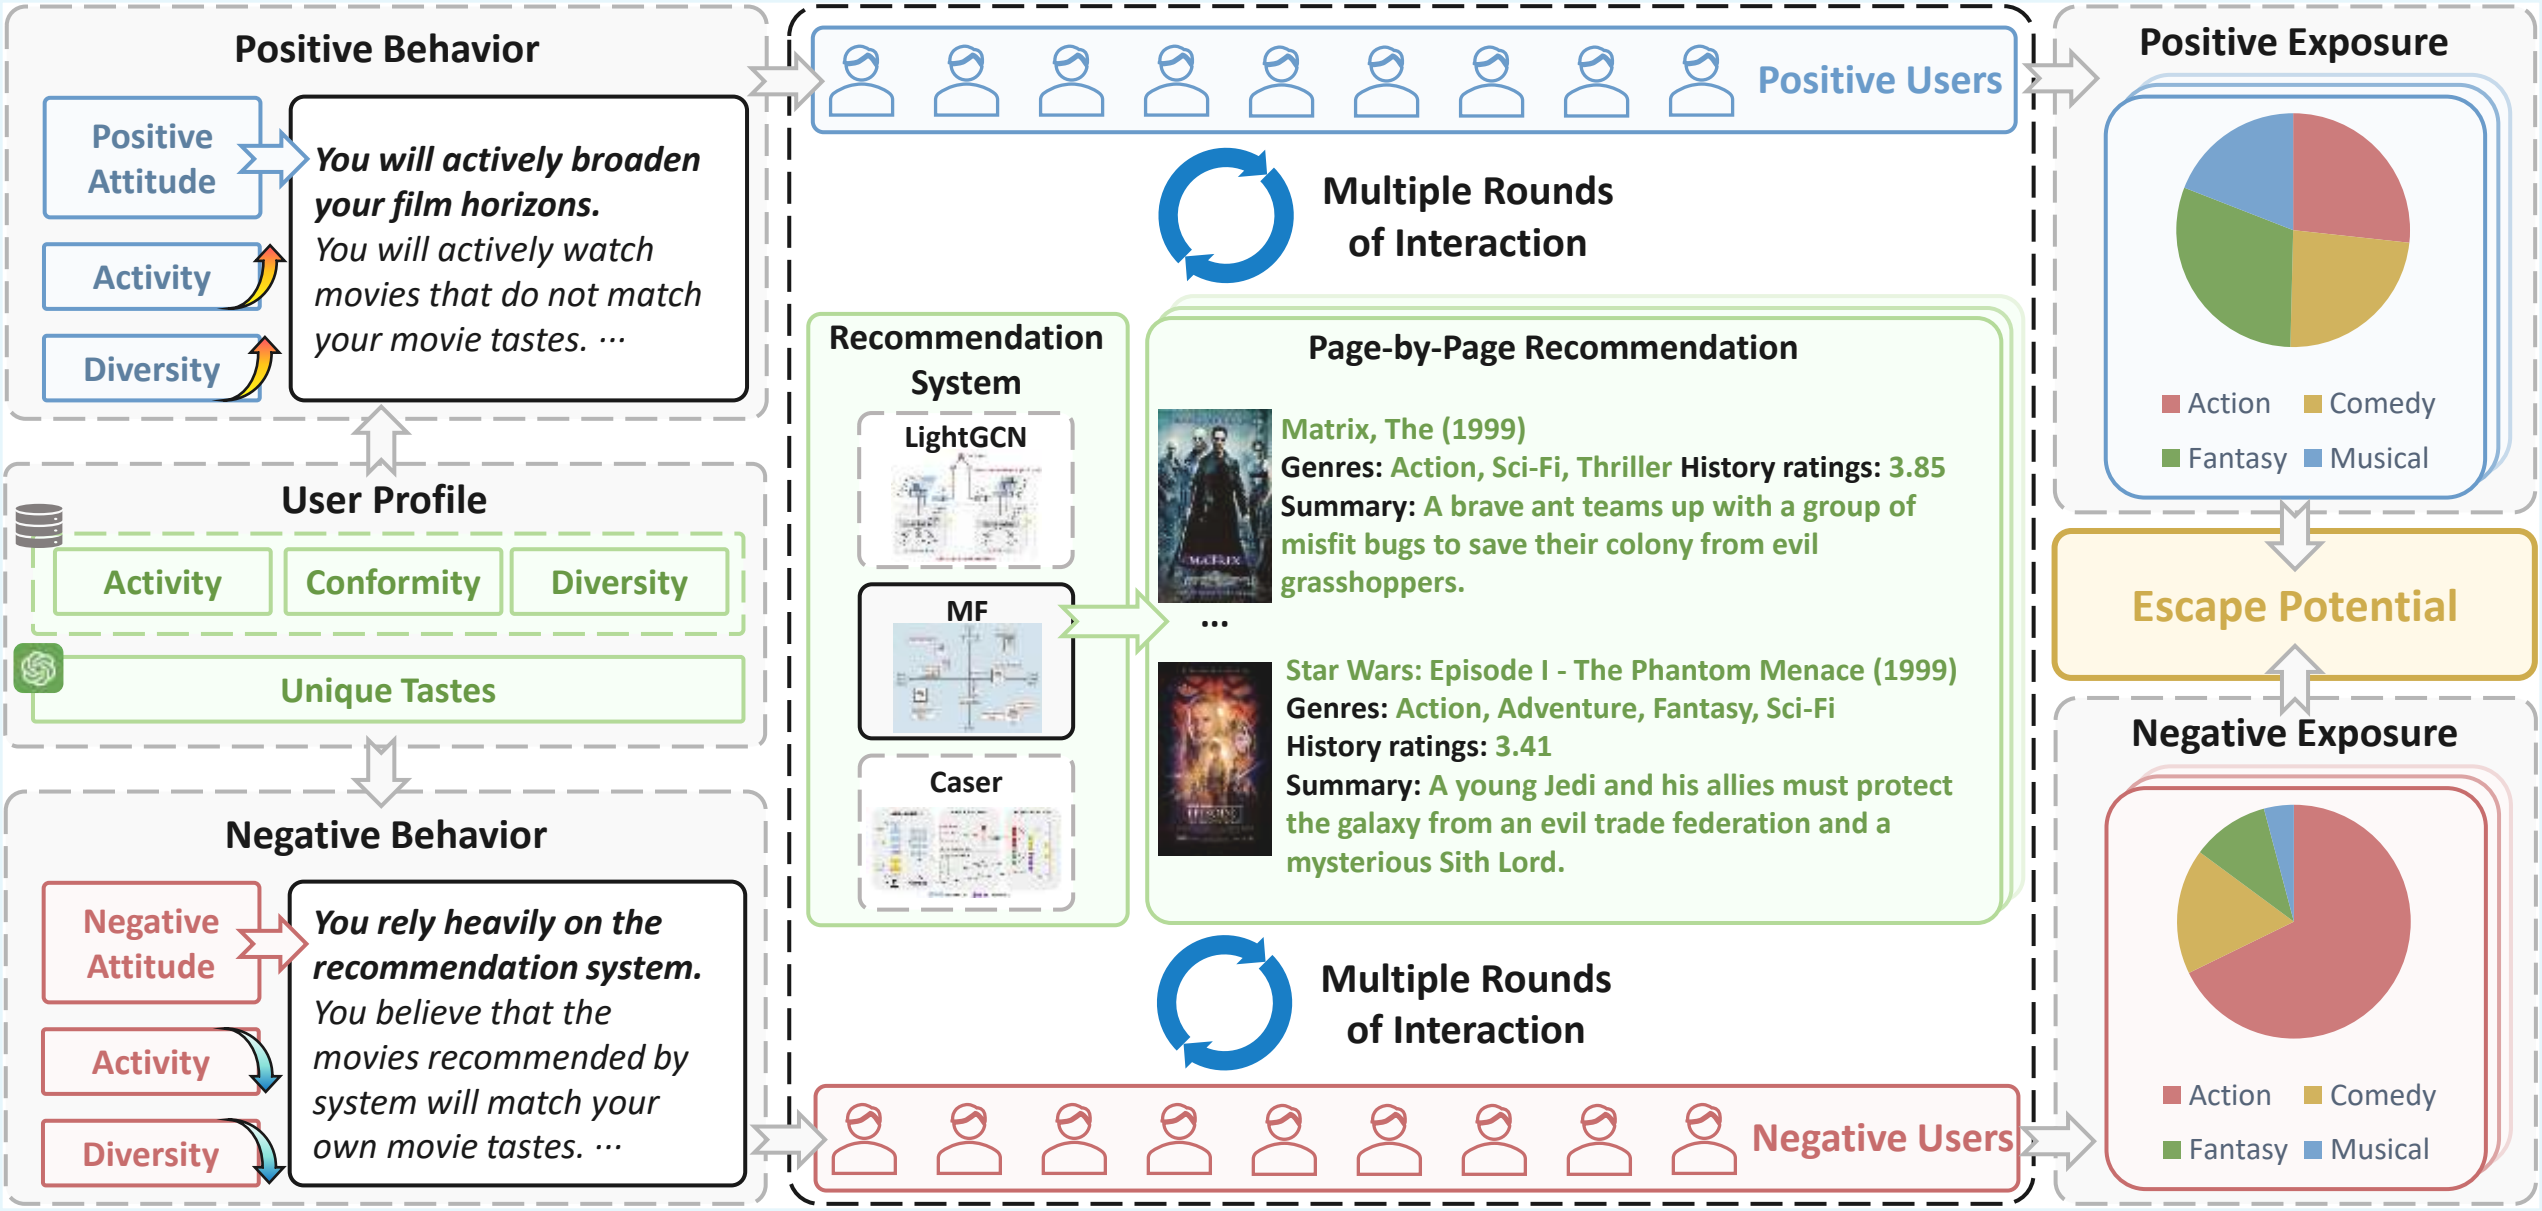 Positive Behavior
Positive
Attitude
Activity
Diversity
You will actively broaden
your film horizons.
You will actively watch
movies that do not match
your movie tastes. ···
User Profile
Activity
Conformity
Diversity
Unique Tastes
Negative Behavior
Negative
Attitude
Activity
Diversity
You rely heavily on the
recommendation system.
You believe that the
movies recommended by
system will match your
own movie tastes. ···
Positive Users
Multiple Rounds
of Interaction
Recommendation
System
LightGCN
MF
Caser
Page-by-Page Recommendation
Matrix, The (1999)
Genres: Action, Sci-Fi, Thriller History ratings: 3.85
Summary: A brave ant teams up with a group of
misfit bugs to save their colony from evil
grasshoppers.
...
Star Wars: Episode I - The Phantom Menace (1999)
Genres: Action, Adventure, Fantasy, Sci-Fi
History ratings: 3.41
Summary: A young Jedi and his allies must protect
the galaxy from an evil trade federation and a
mysterious Sith Lord.
Multiple Rounds
of Interaction
Negative Users
Positive Exposure
Action
Comedy
Fantasy
Musical
Escape Potential
Negative Exposure
Action
Comedy
Fantasy
Musical